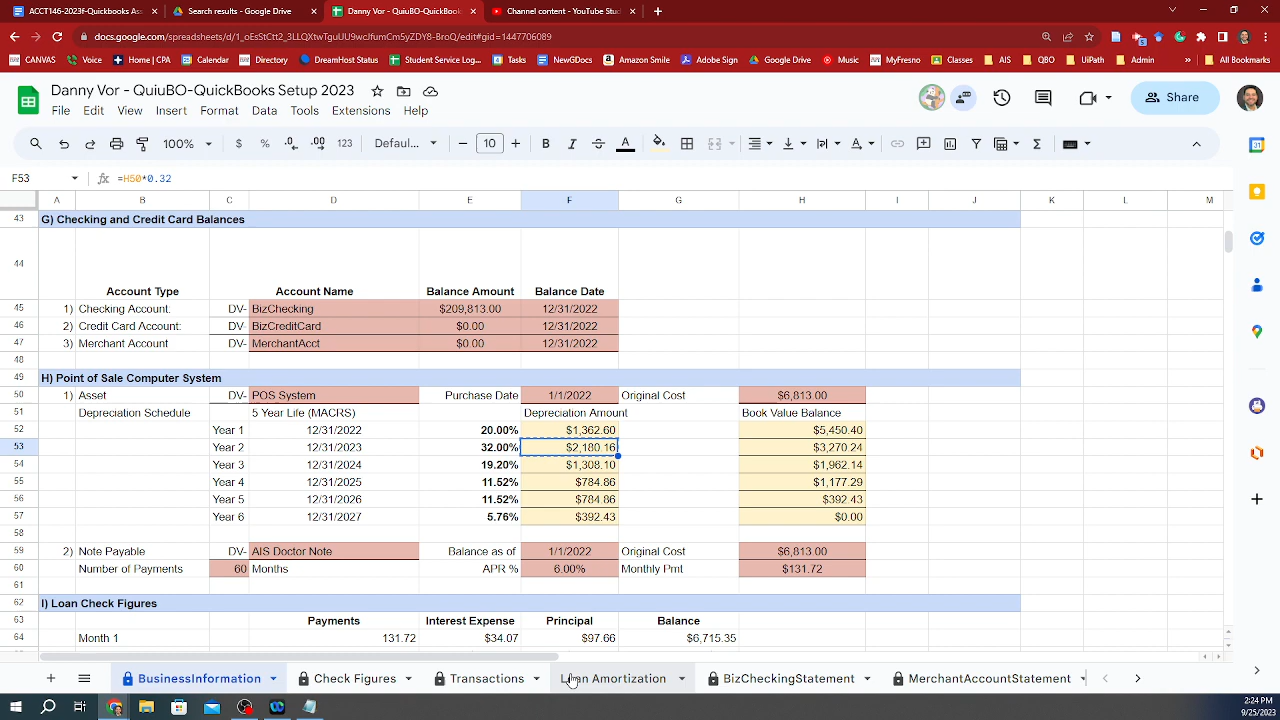 ACCT146-2023F-Quickbooks As
Search results - Google Drive
Danny Vor - QuiuBO-QuickBook
Channel content - YouTube Stu
docs.google.com/spreadsheets/d/1_oEsStCtt2_3LLQXtwTguUU9wcJfumCm5yZDY8-BroQ/edit#gid=1447706089
CANVAS Voice Home | CPA Calendar Directory DreamHost Status Student Service Log... Tasks NewGDocs Amazon Smile Adobe Sign Google Drive Music MyFresno Classes AIS QBO UiPath Admin » All Bookmarks
Danny Vor - QuiuBO-QuickBooks Setup 2023
Share
File Edit View Insert Format Data Tools Extensions Help
100% $ % .0 .00 123 Defaul... 10 B I A
F53 fx =H50*0.32
A B C D E F G H I J K L M
43 G) Checking and Credit Card Balances
44 Account Type Account Name Balance Amount Balance Date
45 1) Checking Account: DV- BizChecking $209,813.00 12/31/2022
46 2) Credit Card Account: DV- BizCreditCard $0.00 12/31/2022
47 3) Merchant Account DV- MerchantAcct $0.00 12/31/2022
48
49 H) Point of Sale Computer System
50 1) Asset DV- POS System Purchase Date 1/1/2022 Original Cost $6,813.00
51 Depreciation Schedule 5 Year Life (MACRS) Depreciation Amount Book Value Balance
52 Year 1 12/31/2022 20.00% $1,362.60 $5,450.40
53 Year 2 12/31/2023 32.00% $2,180.16 $3,270.24
54 Year 3 12/31/2024 19.20% $1,308.10 $1,962.14
55 Year 4 12/31/2025 11.52% $784.86 $1,177.29
56 Year 5 12/31/2026 11.52% $784.86 $392.43
57 Year 6 12/31/2027 5.76% $392.43 $0.00
58
59 2) Note Payable DV- AIS Doctor Note Balance as of 1/1/2022 Original Cost $6,813.00
60 Number of Payments 60 Months APR % 6.00% Monthly Pmt $131.72
61
62 I) Loan Check Figures
63 Payments Interest Expense Principal Balance
64 Month 1 131.72 $34.07 $97.66 $6,715.35
BusinessInformation Check Figures Transactions Loan Amortization BizCheckingStatement MerchantAccountStatement
2:24 PM
9/25/2023